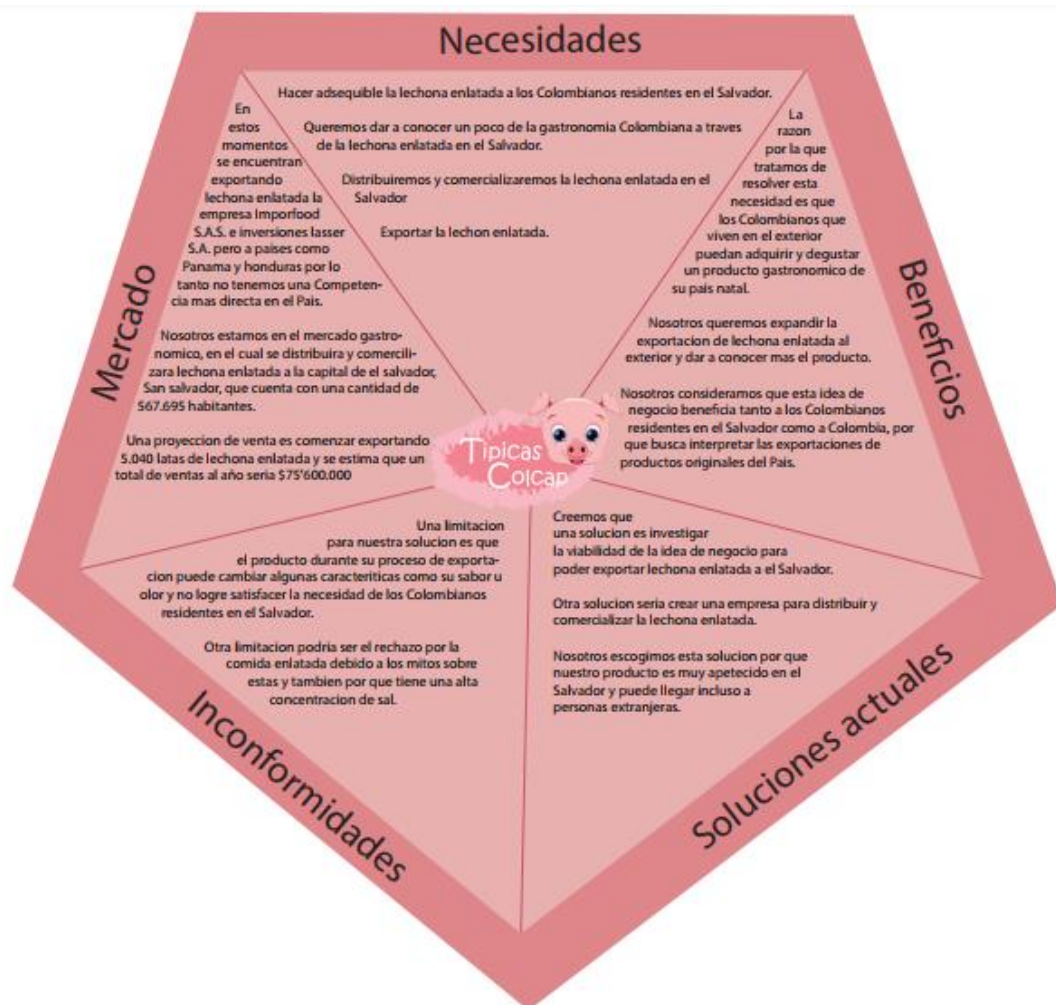 Necesidades
Hacer adsequible la lechona enlatada a los Colombianos residentes en el Salvador.
Queremos dar a conocer un poco de la gastronomia Colombiana a traves
de la lechona enlatada en el Salvador.
Distribuiremos y comercializaremos la lechona enlatada en el
Salvador
Exportar la lechon enlatada.
Mercado
En
estos
momentos
se encuentran
exportando
lechona enlatada la
empresa Imporfood
S.A.S. e inversiones lasser
S.A. pero a paises como
Panama y honduras por lo
tanto no tenemos una Competen-
cia mas directa en el Pais.
Nosotros estamos en el mercado gastro-
nomico, en el cual se distribuira y comercili-
zara lechona enlatada a la capital de el salvador,
San salvador, que cuenta con una cantidad de
567.695 habitantes.
Una proyeccion de venta es comenzar exportando
5.040 latas de lechona enlatada y se estima que un
total de ventas al año seria $75'600.000
Beneficios
La
razon
por la que
tratamos de
resolver esta
necesidad es que
los Colombianos que
viven en el exterior
puedan adquirir y degustar
un producto gastronomico de
su pais natal.
Nosotros queremos expandir la
exportacion de lechona enlatada al
exterior y dar a conocer mas el producto.
Nosotros consideramos que esta idea de
negocio beneficia tanto a los Colombianos
residentes en el Salvador como a Colombia, por
que busca interpretar las exportaciones de
productos originales del Pais.
Tipicas
Colcap
Inconformidades
Una limitacion
para nuestra solucion es que
el producto durante su proceso de exporta-
cion puede cambiar algunas caracteriticas como su sabor u
olor y no logre satisfacer la necesidad de los Colombianos
residentes en el Salvador.
Otra limitacion podria ser el rechazo por la
comida enlatada debido a los mitos sobre
estas y tambien por que tiene una alta
concentracion de sal.
Soluciones actuales
Creemos que
una solucion es investigar
la viabilidad de la idea de negocio para
poder exportar lechona enlatada a el Salvador.
Otra solucion seria crear una empresa para distribuir y
comercializar la lechona enlatada.
Nosotros escogimos esta solucion por que
nuestro producto es muy apetecido en el
Salvador y puede llegar incluso a
personas extranjeras.